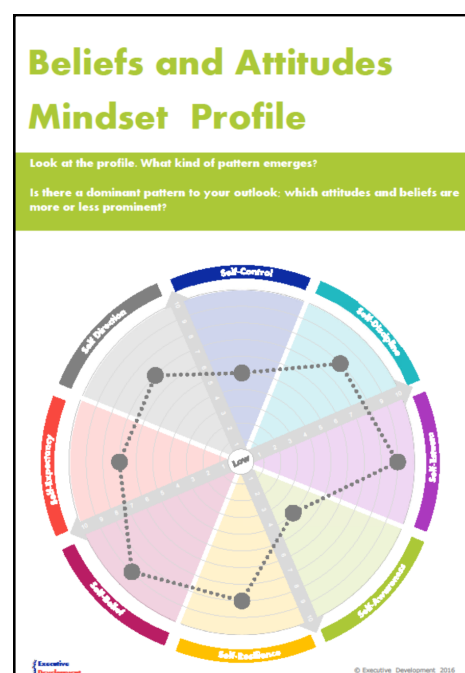 Beliefs and Attitudes
Mindset Profile
Look at the profile. What kind of pattern emerges?
Is there a dominant pattern to your outlook; which attitudes and beliefs are
more or less prominent?
Self-Control
Self Direction
Self-Discipline
Self-Expectancy
Low
Self-Esteem
Self-Belief
Self-Awareness
Self-Resilience
Executive
Development
© Executive Development 2016